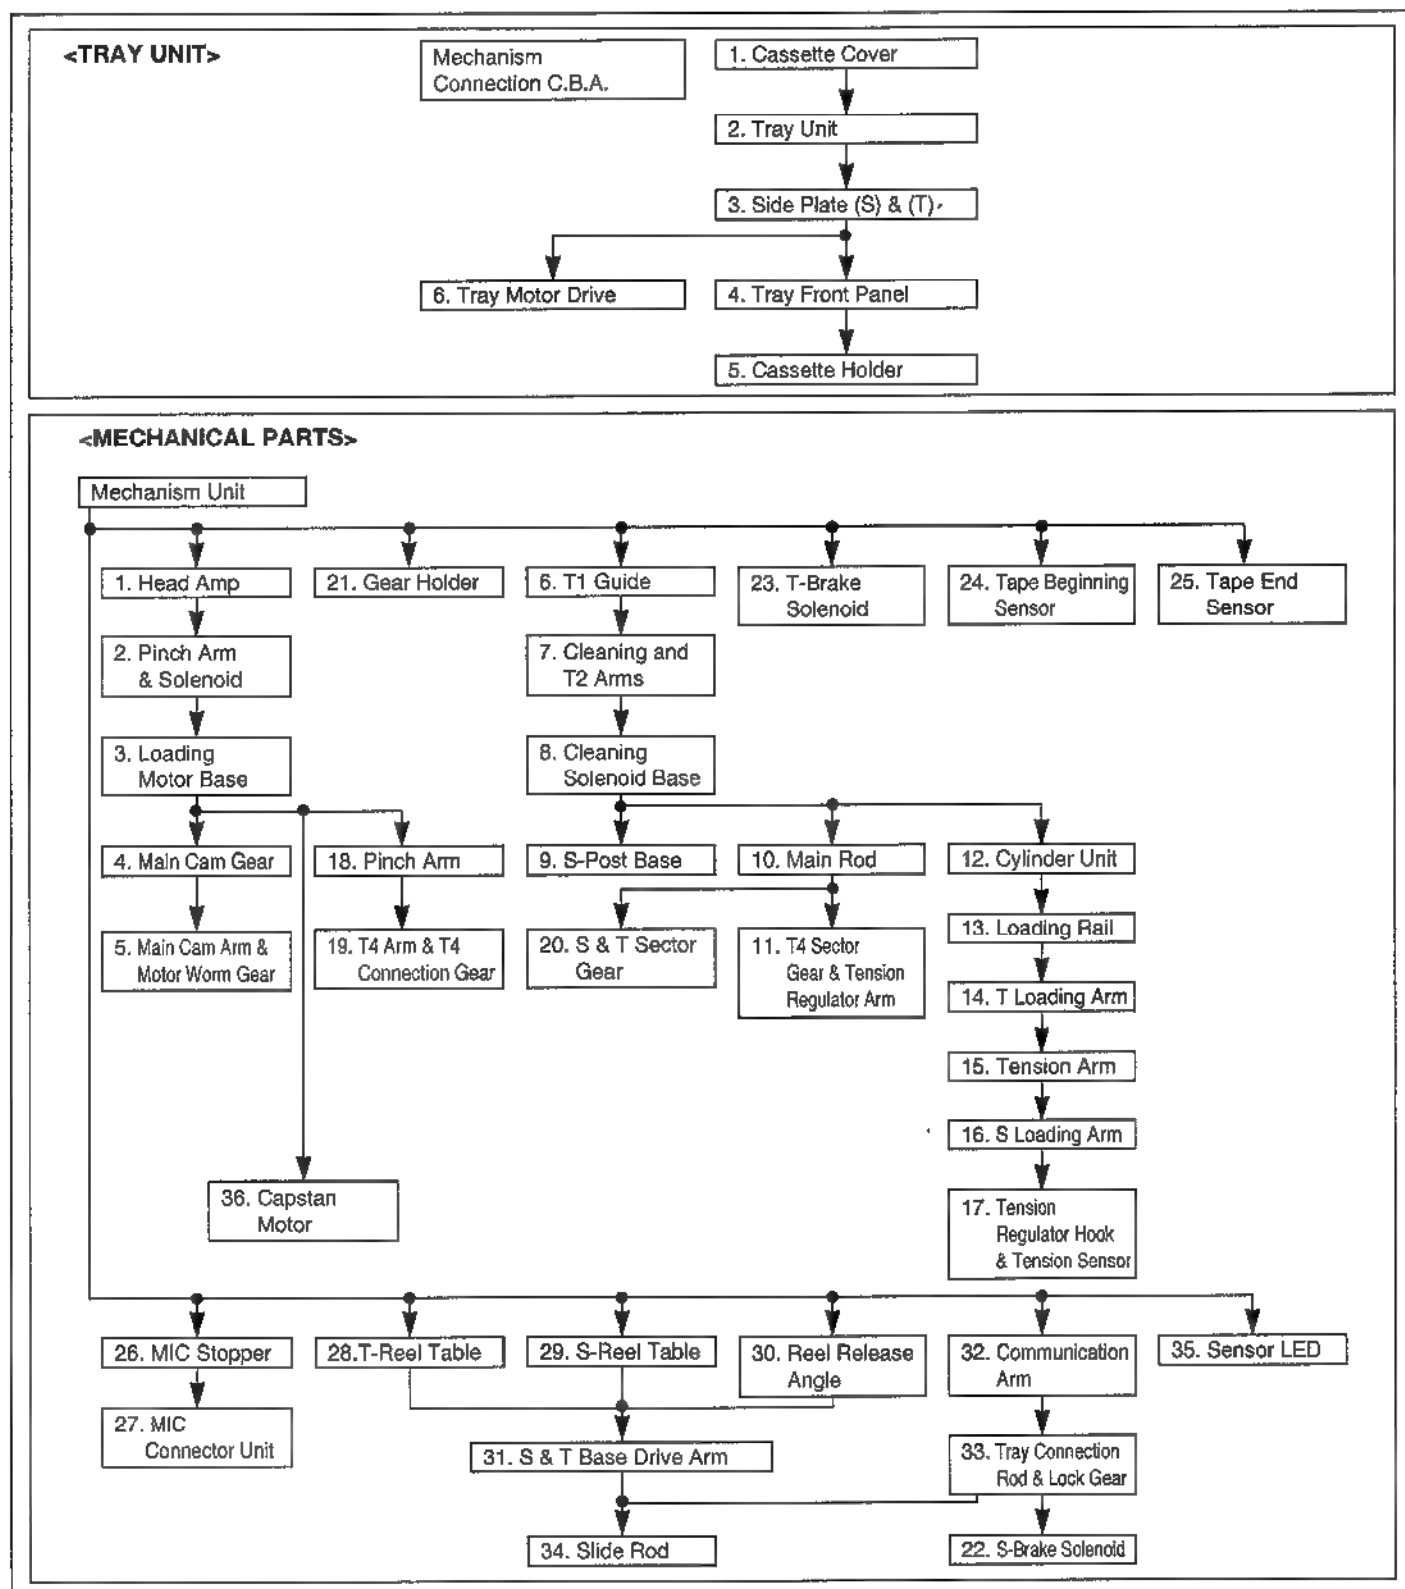 <TRAY UNIT>
Mechanism
Connection C.B.A.
1. Cassette Cover
2. Tray Unit
3. Side Plate (S) & (T)
6. Tray Motor Drive
4. Tray Front Panel
5. Cassette Holder
<MECHANICAL PARTS>
Mechanism Unit
1. Head Amp
21. Gear Holder
6. T1 Guide
23. T-Brake
Solenoid
24. Tape Beginning
Sensor
25. Tape End
Sensor
2. Pinch Arm
& Solenoid
7. Cleaning and
T2 Arms
3. Loading
Motor Base
8. Cleaning
Solenoid Base
4. Main Cam Gear
18. Pinch Arm
9. S-Post Base
10. Main Rod
12. Cylinder Unit
5. Main Cam Arm &
Motor Worm Gear
19. T4 Arm & T4
Connection Gear
20. S & T Sector
Gear
11. T4 Sector
Gear & Tension
Regulator Arm
13. Loading Rail
14. T Loading Arm
15. Tension Arm
16. S Loading Arm
36. Capstan
Motor
17. Tension
Regulator Hook
& Tension Sensor
26. MIC Stopper
28.T-Reel Table
29. S-Reel Table
30. Reel Release
Angle
32. Communication
Arm
35. Sensor LED
27. MIC
Connector Unit
31. S & T Base Drive Arm
33. Tray Connection
Rod & Lock Gear
34. Slide Rod
22. S-Brake Solenoid